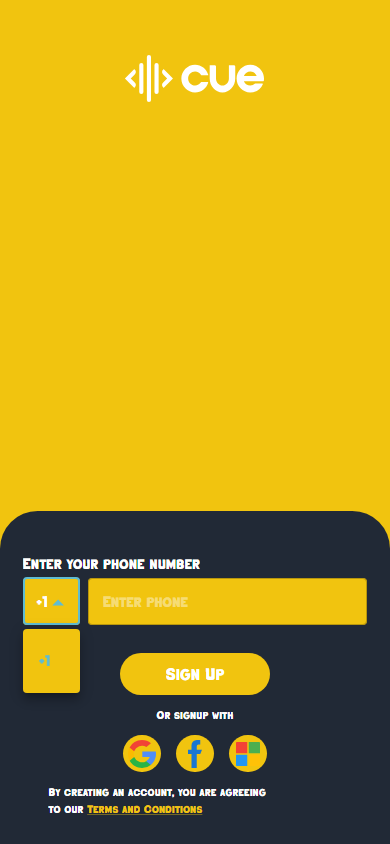 cue
Enter your phone number
+1
Enter phone
+1
Sign Up
Or signup with
By creating an account, you are agreeing
to our Terms and Conditions